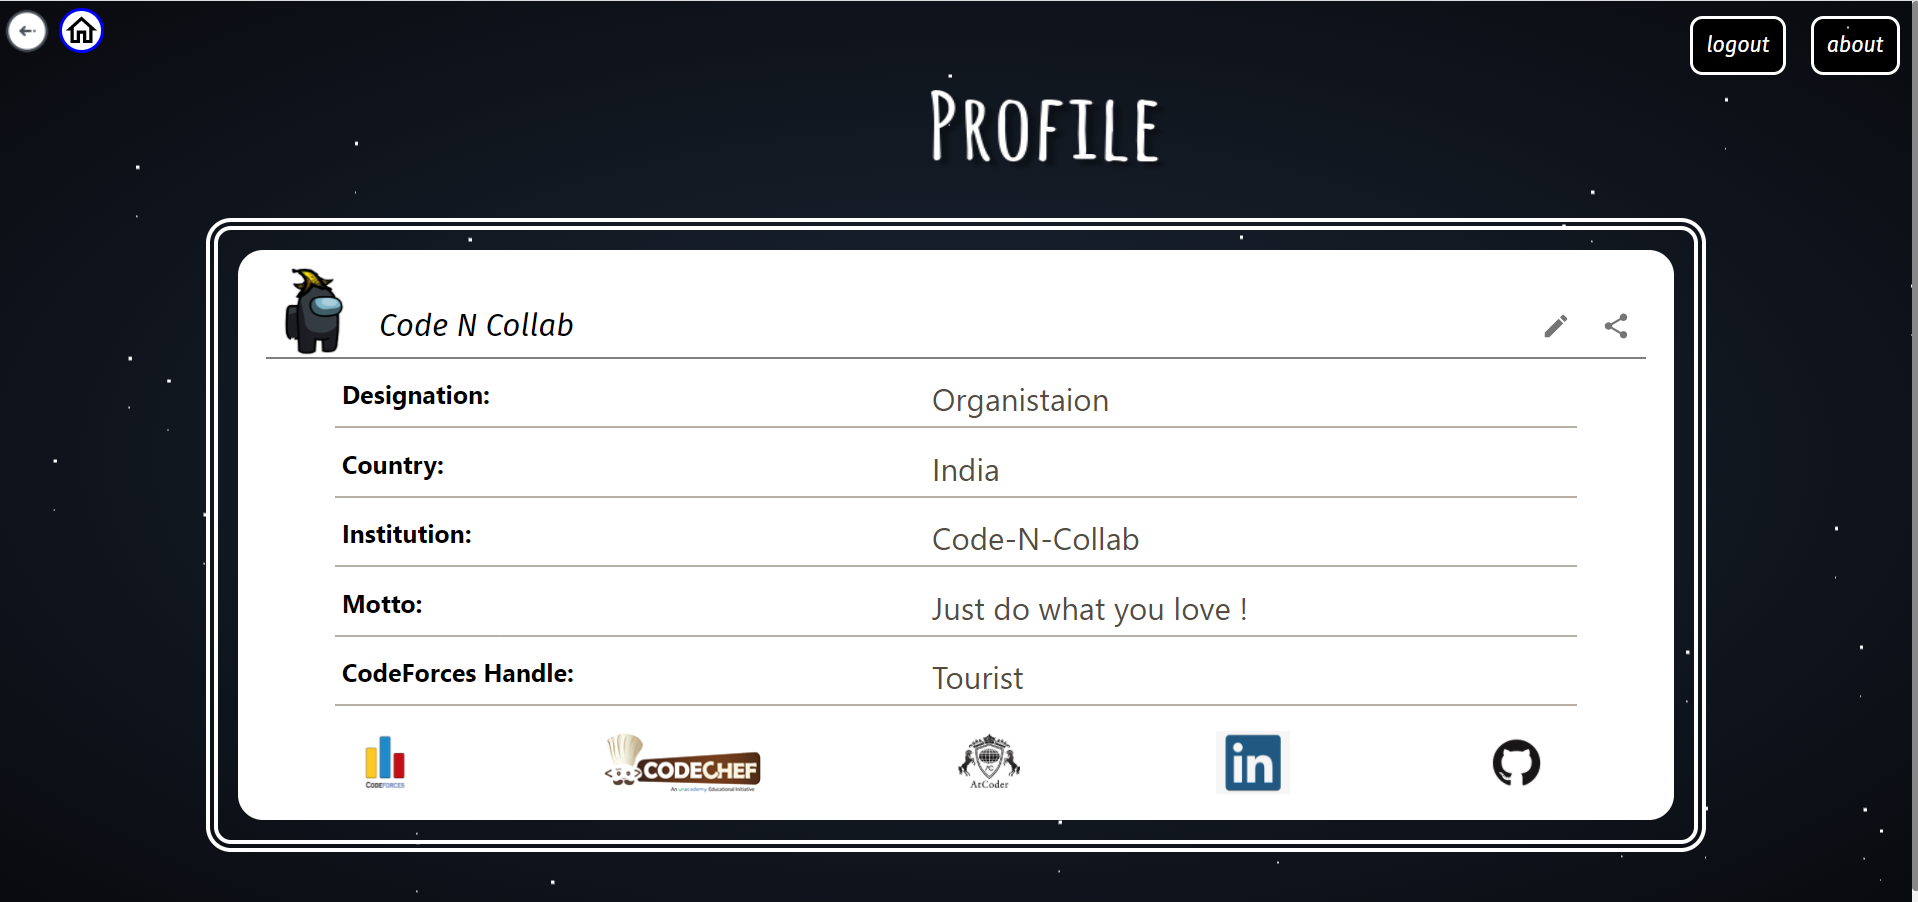 logout
about
Profile
Code N Collab
Designation: Organistaion
Country: India
Institution: Code-N-Collab
Motto: Just do what you love !
CodeForces Handle: Tourist
CODEFORCES
CODECHEF
An unacademy Educational Initiative
AC
AtCoder
in